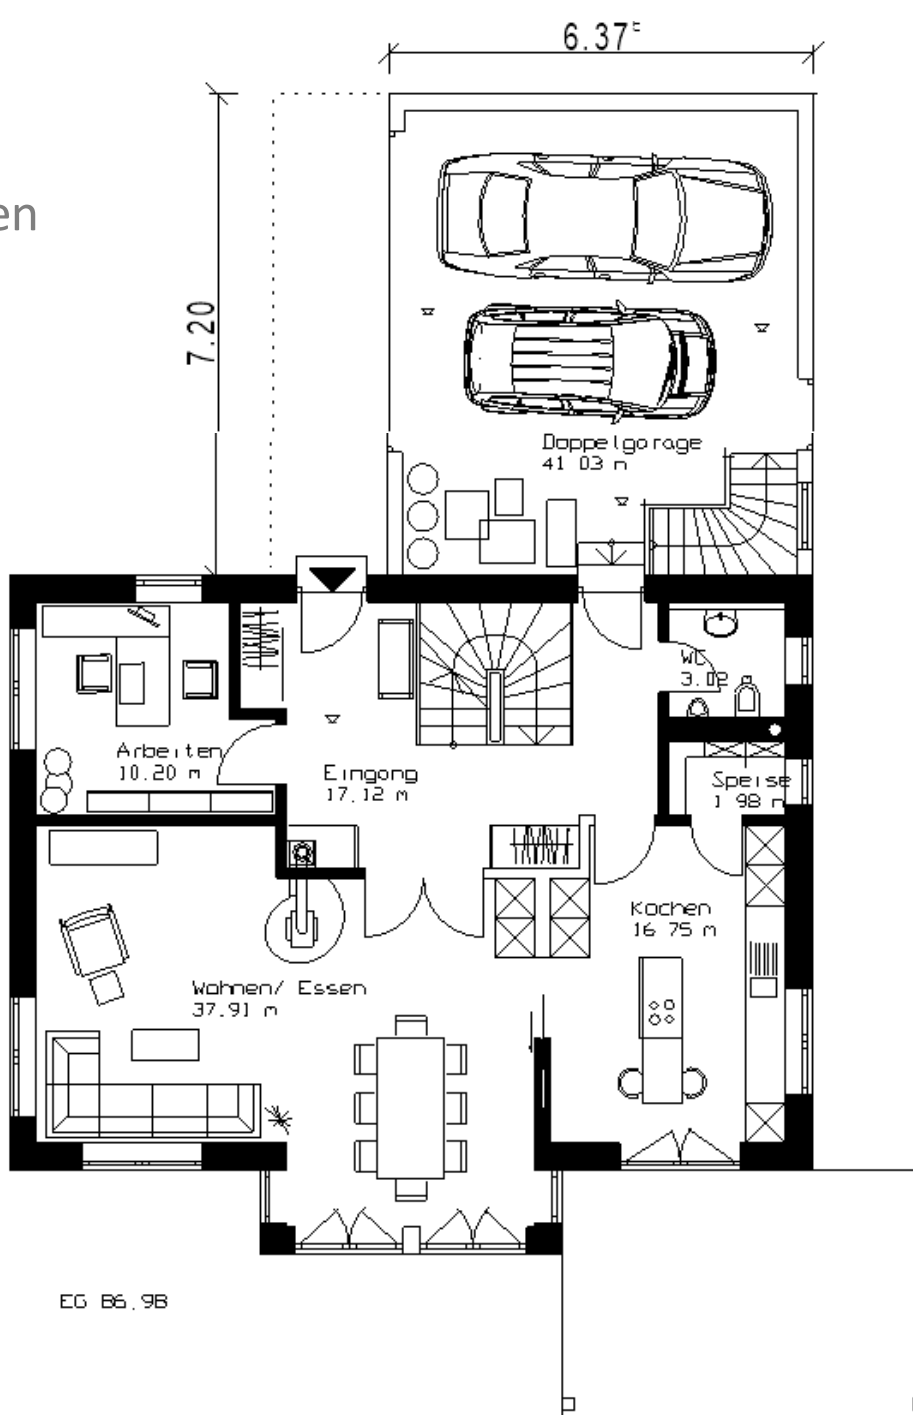 6.37⁵
en
7.20
Doppelgarage
41 03 m
WC
3.02
Arbeiten
10.20 m
Eingang
17.12 m
Speise
1 98 m
Kochen
16 75 m
Wohnen/ Essen
37.91 m
EG 86.98